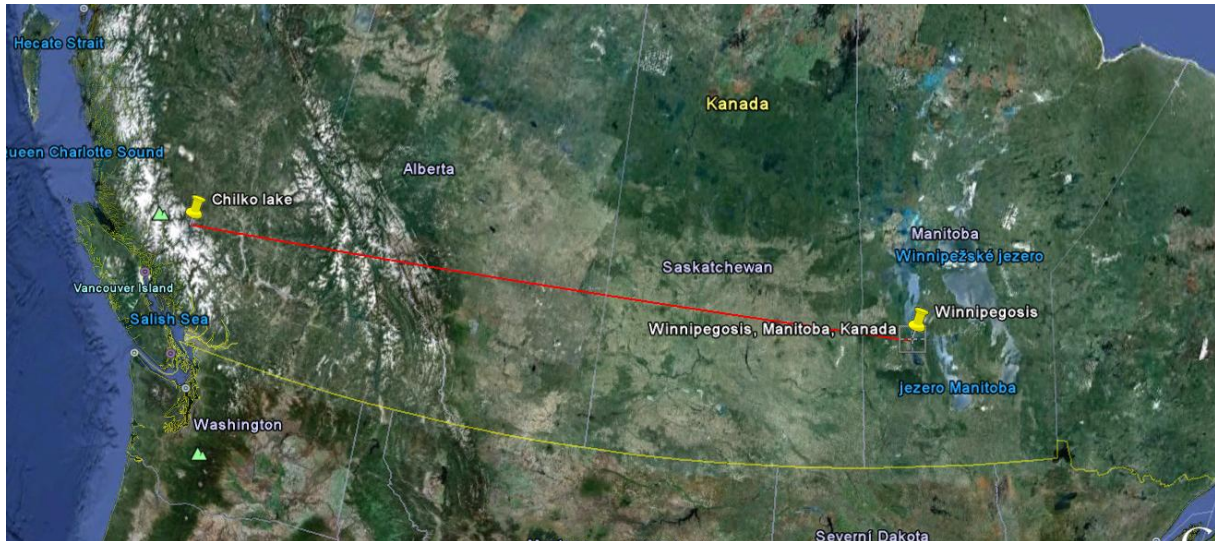 Hecate Strait
Kanada
Queen Charlotte Sound
Alberta
Chilko lake
Manitoba
Winnipežské jezero
Saskatchewan
Vancouver Island
Salish Sea
Winnipegosis
Winnipegosis, Manitoba, Kanada
jezero Manitoba
Washington
Severní Dakota